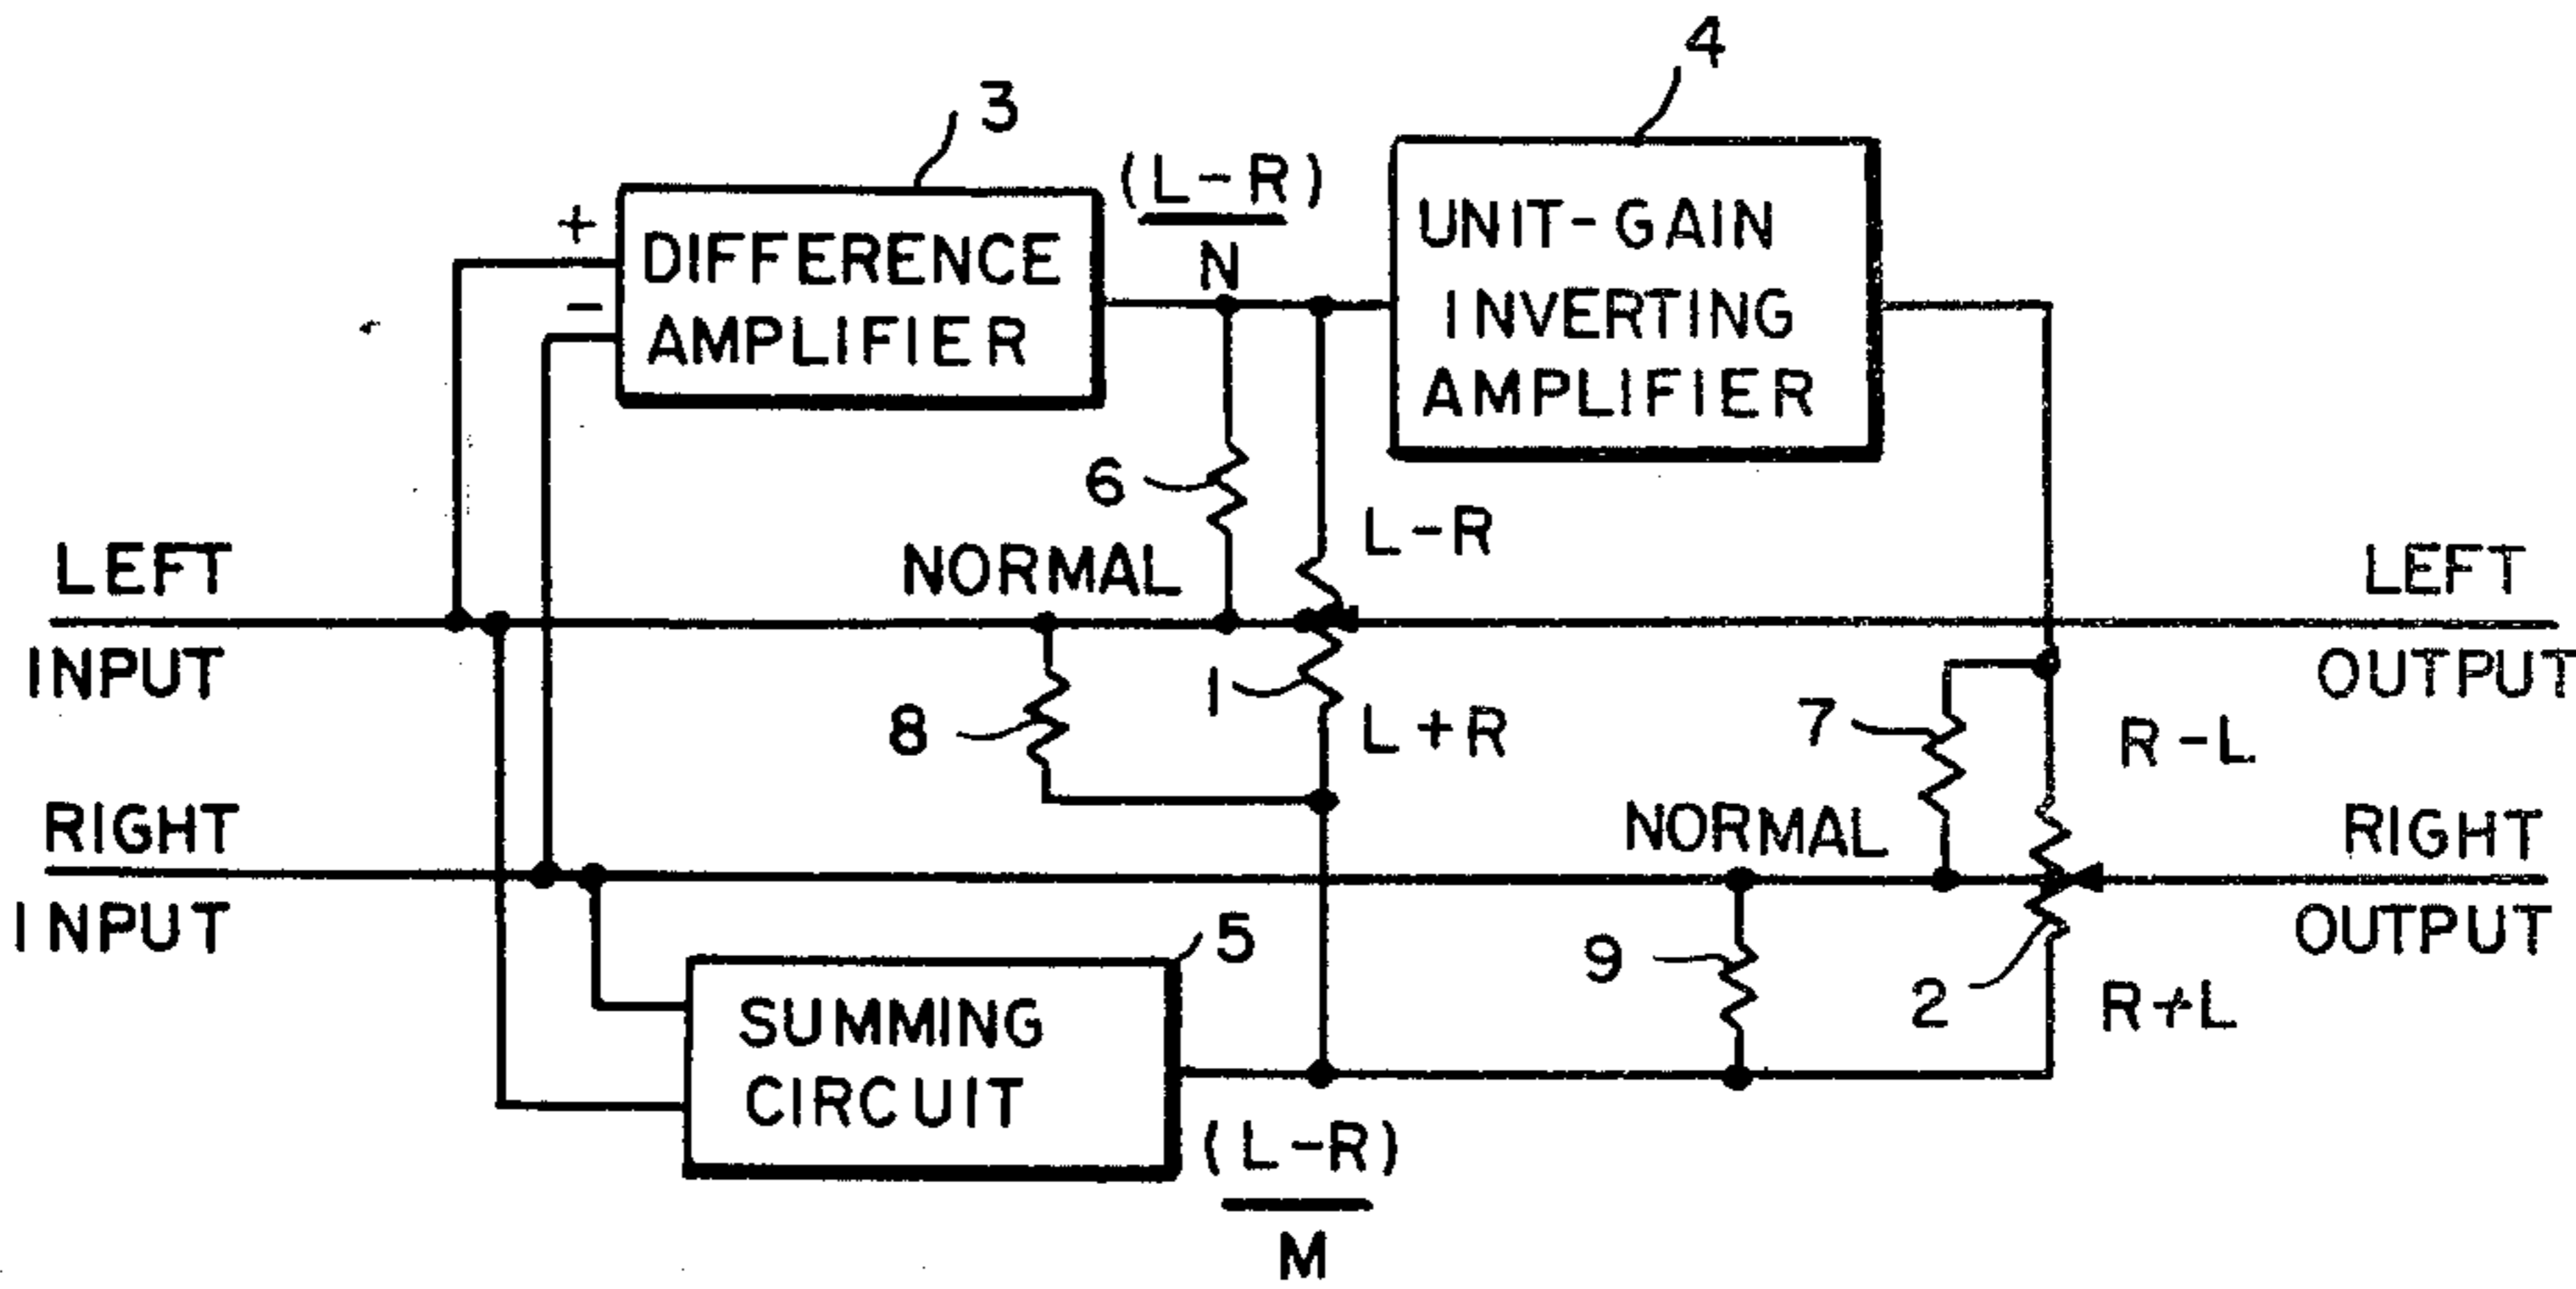 4
3
(L-R)
N
+
-
DIFFERENCE
AMPLIFIER
UNIT-GAIN
INVERTING
AMPLIFIER
6
L-R
LEFT
INPUT
NORMAL
LEFT
OUTPUT
8
1
L+R
7
R-L
RIGHT
INPUT
NORMAL
RIGHT
OUTPUT
5
9
2
R+L
SUMMING
CIRCUIT
(L-R)
M